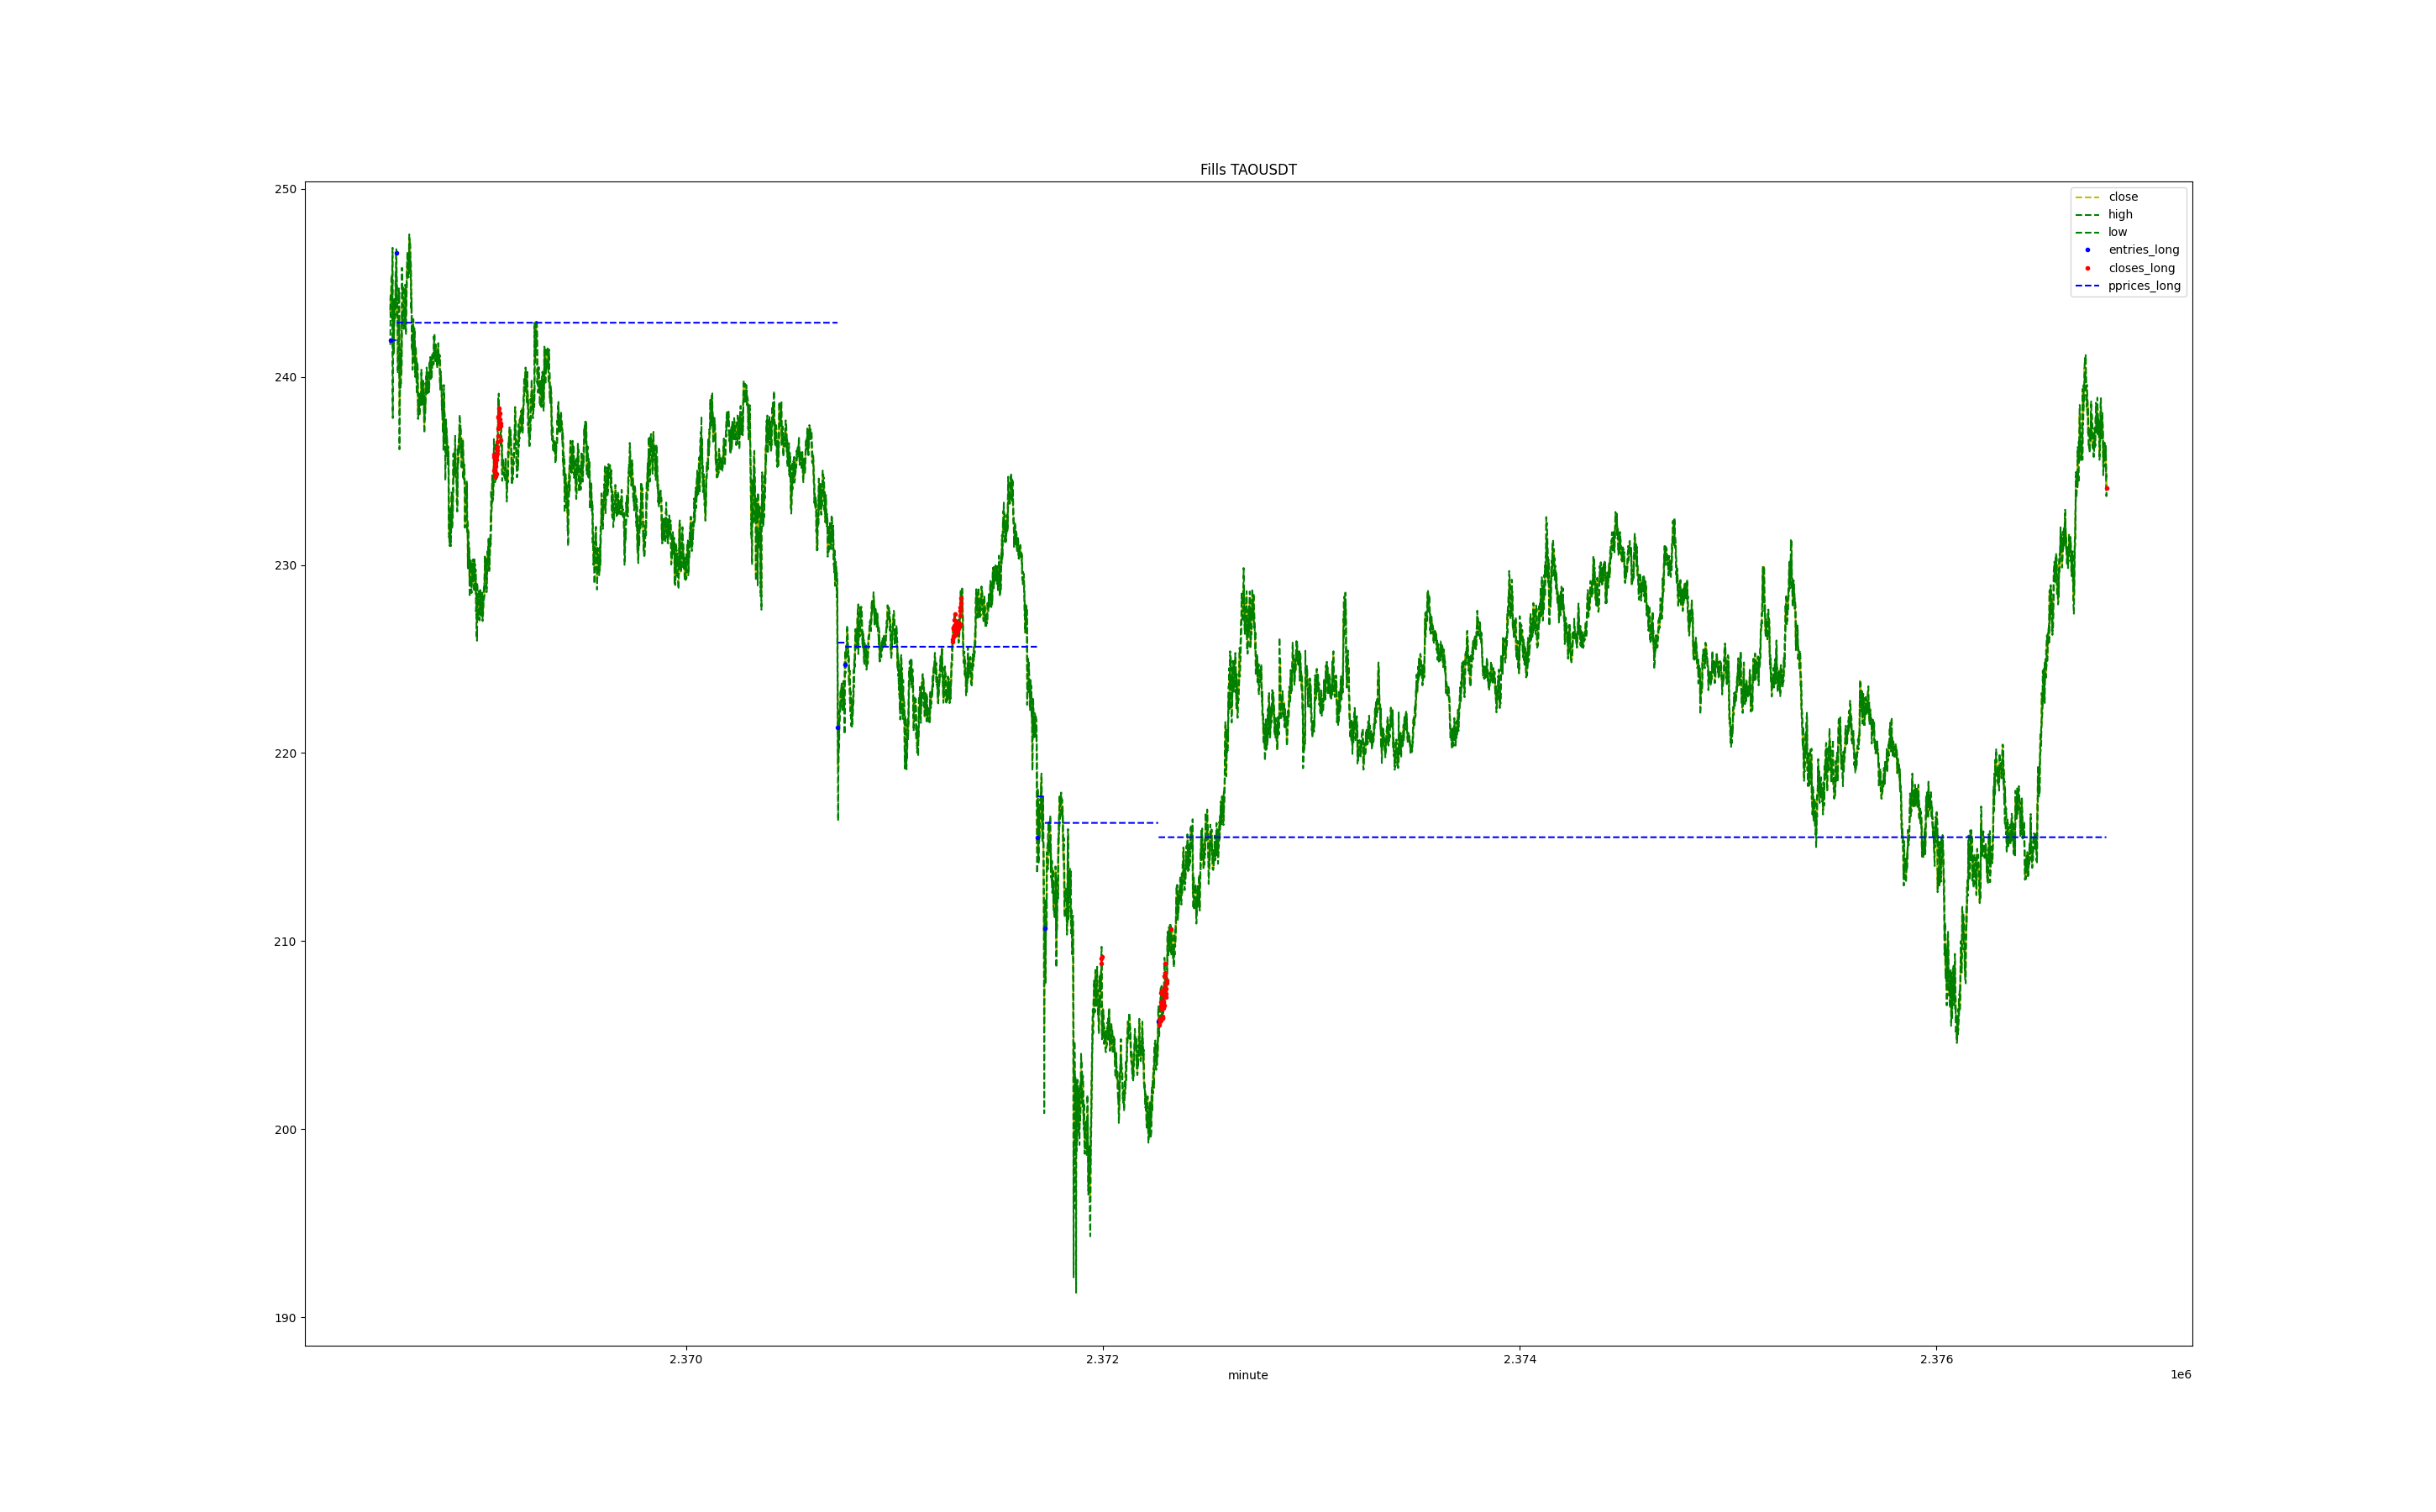 Fills TAOUSDT
250
240
230
220
210
200
190
close
high
low
entries_long
closes_long
pprices_long
2.370 2.372 2.374 2.376
minute
1e6